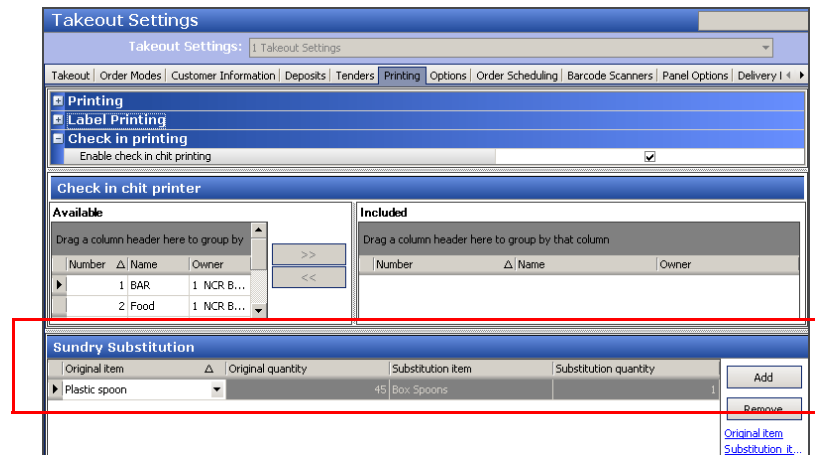 Takeout Settings
Takeout Settings: 1 Takeout Settings
Takeout Order Modes Customer Information Deposits Tenders Printing Options Order Scheduling Barcode Scanners Panel Options Delivery I
Printing
Label Printing
Check in printing
Enable check in chit printing
Check in chit printer
Available Included
Drag a column header here to group by Drag a column header here to group by that column
>>
Number Name Owner Number Name Owner
<<
1 BAR 1 NCR B...
2 Food 1 NCR B...
Sundry Substitution
Original item Original quantity Substitution item Substitution quantity
Add
Plastic spoon 45 Box Spoons 1
Remove
Original item
Substitution it...